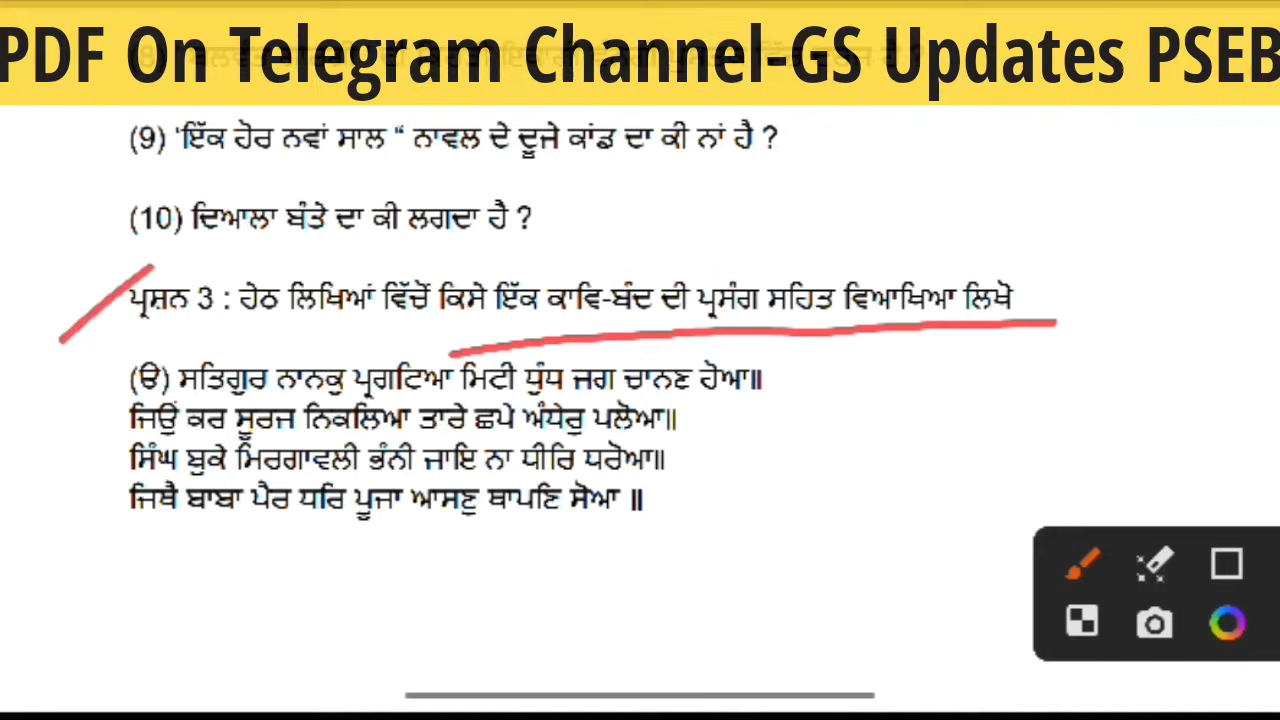 PDF On Telegram Channel-GS Updates PSEB
(9) 'ਇੱਕ ਹੋਰ ਨਵਾਂ ਸਾਲ “ ਨਾਵਲ ਦੇ ਦੂਜੇ ਕਾਂਡ ਦਾ ਕੀ ਨਾਂ ਹੈ ?
(10) ਦਿਆਲਾ ਬੰਤੇ ਦਾ ਕੀ ਲਗਦਾ ਹੈ ?
ਪ੍ਰਸ਼ਨ 3 : ਹੇਠ ਲਿਖਿਆਂ ਵਿੱਚੋਂ ਕਿਸੇ ਇੱਕ ਕਾਵਿ-ਬੰਦ ਦੀ ਪ੍ਰਸੰਗ ਸਹਿਤ ਵਿਆਖਿਆ ਲਿਖੋ
(ੳ) ਸਤਿਗੁਰ ਨਾਨਕੁ ਪ੍ਰਗਟਿਆ ਮਿਟੀ ਧੁੰਧ ਜਗ ਚਾਨਣ ਹੋਆ॥
ਜਿਉਂ ਕਰ ਸੂਰਜ ਨਿਕਲਿਆ ਤਾਰੇ ਛਪੇ ਅੰਧੇਰੁ ਪਲੋਆ॥
ਸਿੰਘ ਬੁਕੇ ਮਿਰਗਾਵਲੀ ਭੰਨੀ ਜਾਇ ਨਾ ਧੀਰਿ ਧਰੋਆ॥
ਜਿਥੈ ਬਾਬਾ ਪੈਰ ਧਰਿ ਪੂਜਾ ਆਸਣੁ ਥਾਪਣਿ ਸੋਆ ॥